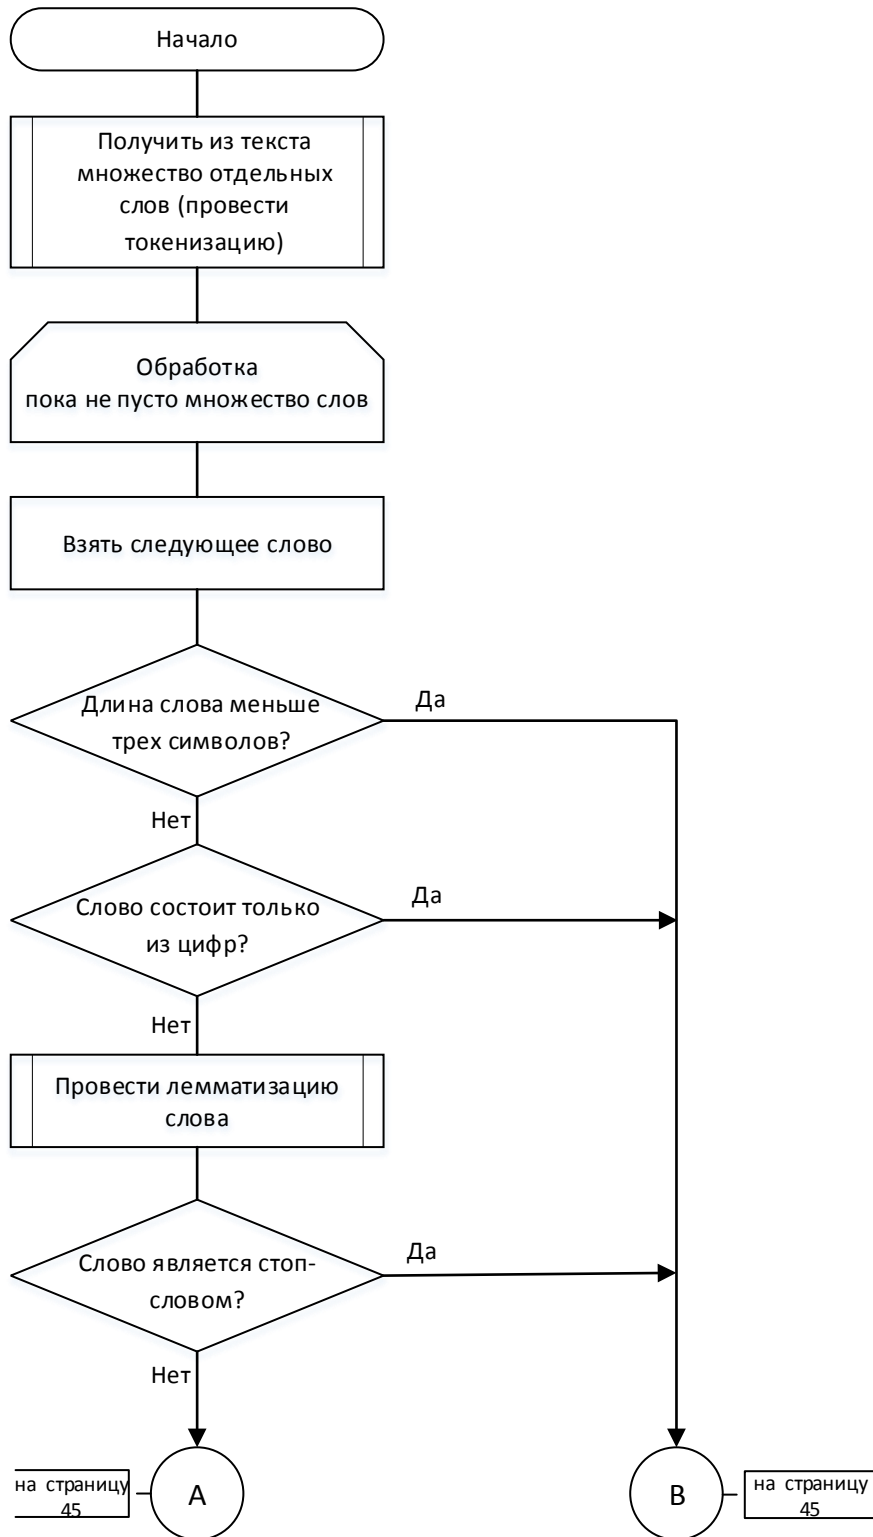 Начало
Получить из текста
множество отдельных
слов (провести
токенизацию)
Обработка
пока не пусто множество слов
Взять следующее слово
Длина слова меньше
трех символов?
Да
Нет
Слово состоит только
из цифр?
Да
Нет
Провести лемматизацию
слова
Слово является стоп-
словом?
Да
Нет
на страницу
45
A
B
на страницу
45